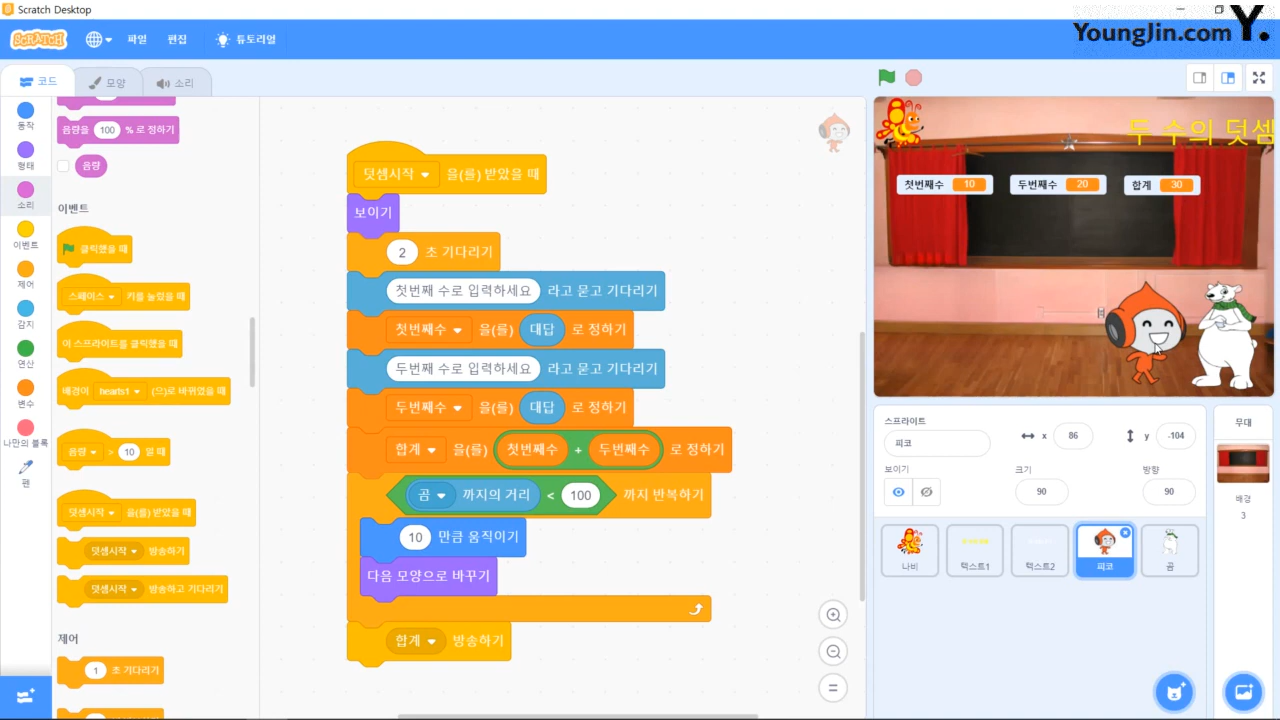 Scratch Desktop
SCRATCH
파일
편집
튜토리얼
YoungJin.com Y.
코드
모양
소리
동작
형태
소리
이벤트
제어
감지
연산
변수
나만의 블록
펜
음량을 100 % 로 정하기
음량
이벤트
클릭했을 때
스페이스 키를 눌렀을 때
이 스프라이트를 클릭했을 때
배경이 hearts1 (으)로 바뀌었을 때
음량 > 10 일 때
덧셈시작 을(를) 받았을 때
덧셈시작 방송하기
덧셈시작 방송하고 기다리기
제어
1 초 기다리기
덧셈시작 을(를) 받았을 때
보이기
2 초 기다리기
첫번째 수로 입력하세요 라고 묻고 기다리기
첫번째수 을(를) 대답 로 정하기
두번째 수로 입력하세요 라고 묻고 기다리기
두번째수 을(를) 대답 로 정하기
합계 을(를) 첫번째수 + 두번째수 로 정하기
곰 까지의 거리 < 100 까지 반복하기
10 만큼 움직이기
다음 모양으로 바꾸기
합계 방송하기
두 수의 덧셈
첫번째수 10
두번째수 20
합계 30
스프라이트
피코
x 86
y -104
보이기
크기
90
방향
90
나비
텍스트1
텍스트2
피코
곰
무대
배경
3